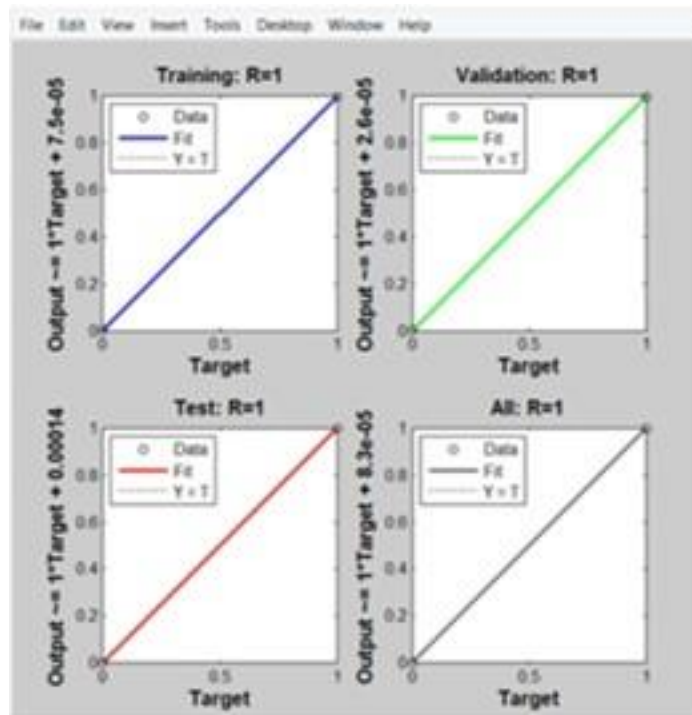 File Edit View Insert Tools Desktop Window Help
Training: R=1
Output ~= 1*Target + 7.5e-05
1
0.8
0.6
0.4
0.2
0
Data
Fit
Y = T
0 0.5 1
Target
Validation: R=1
Output ~= 1*Target + 2.6e-05
1
0.8
0.6
0.4
0.2
0
Data
Fit
Y = T
0 0.5 1
Target
Test: R=1
Output ~= 1*Target + 0.00014
1
0.8
0.6
0.4
0.2
0
Data
Fit
Y = T
0 0.5 1
Target
All: R=1
Output ~= 1*Target + 8.3e-05
1
0.8
0.6
0.4
0.2
0
Data
Fit
Y = T
0 0.5 1
Target